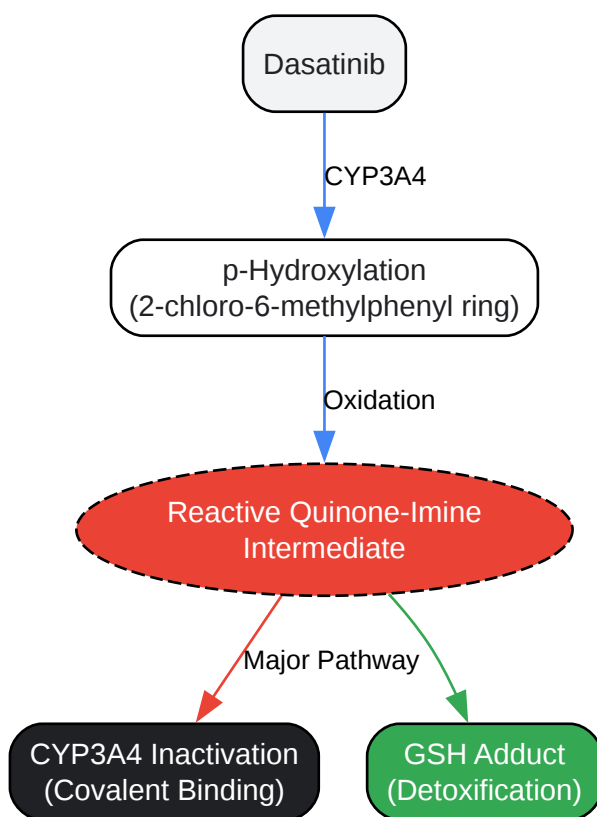 Dasatinib
CYP3A4
p-Hydroxylation
(2-chloro-6-methylphenyl ring)
Oxidation
Reactive Quinone-Imine
Intermediate
Major Pathway
CYP3A4 Inactivation
(Covalent Binding)
GSH Adduct
(Detoxification)